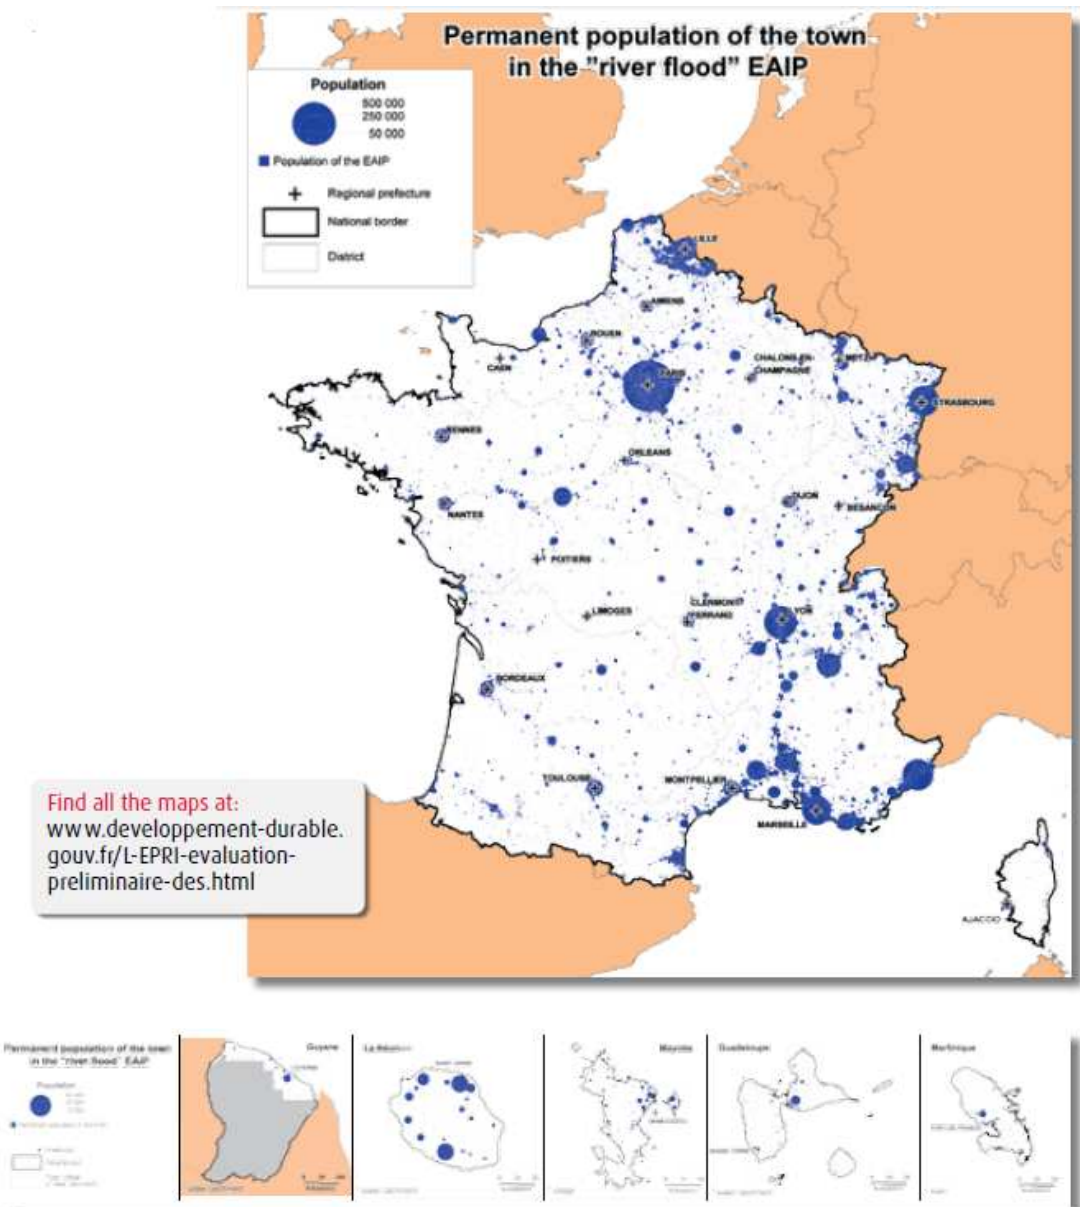 Permanent population of the town
in the "river flood" EAIP
Population
500 000
250 000
50 000
Population of the EAIP
Regional prefecture
National border
District
LILLE
AMIENS
ROUEN
CAEN
PARIS
CHALONS-EN-
CHAMPAGNE
METZ
STRASBOURG
RENNES
ORLEANS
NANTES
DIJON
BESANCON
POITIERS
LIMOGES
CLERMONT-
FERRAND
LYON
BORDEAUX
TOULOUSE
MONTPELLIER
MARSEILLE
AJACCIO
Find all the maps at:
www.developpement-durable.
gouv.fr/L-EPRI-evaluation-
preliminaire-des.html
Permanent population of the town
in the "river flood" EAIP
Population
Guyane
La Réunion
Mayotte
Guadeloupe
Martinique